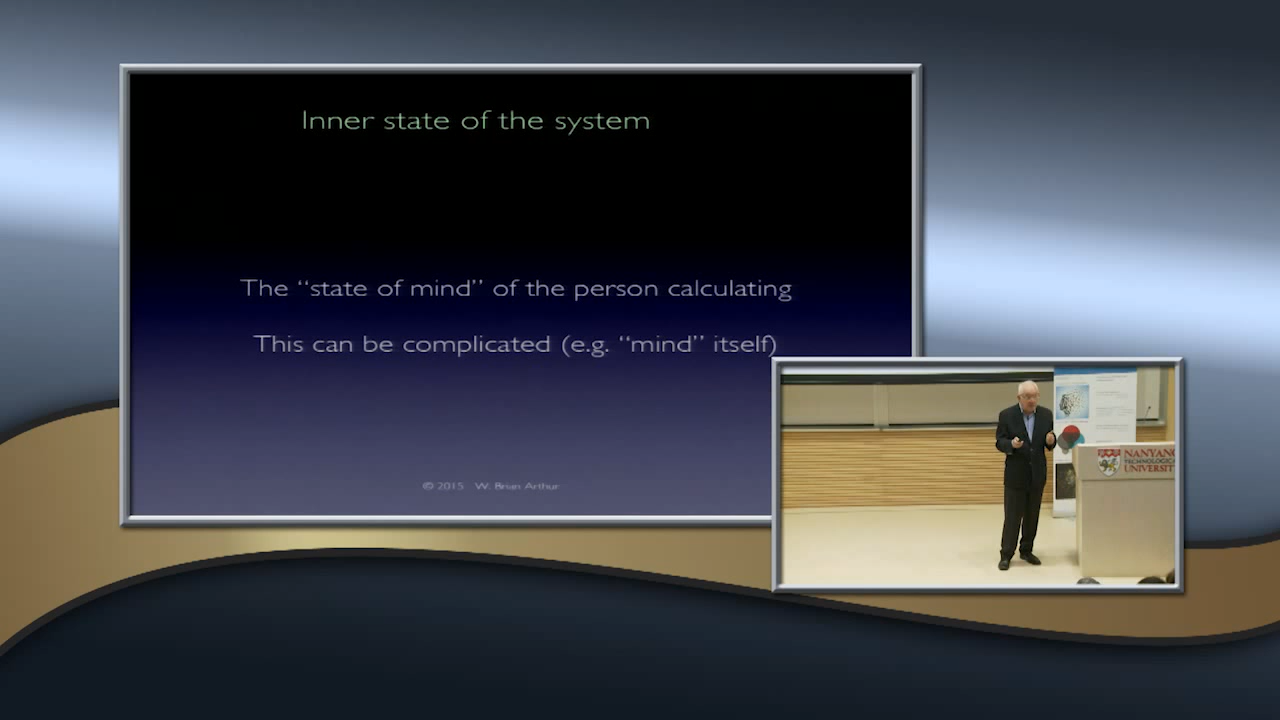 Inner state of the system
The “state of mind” of the person calculating
This can be complicated (e.g. “mind” itself)
© 2015 W. Brian Arthur
NANYANG
TECHNOLOGICAL
UNIVERSITY